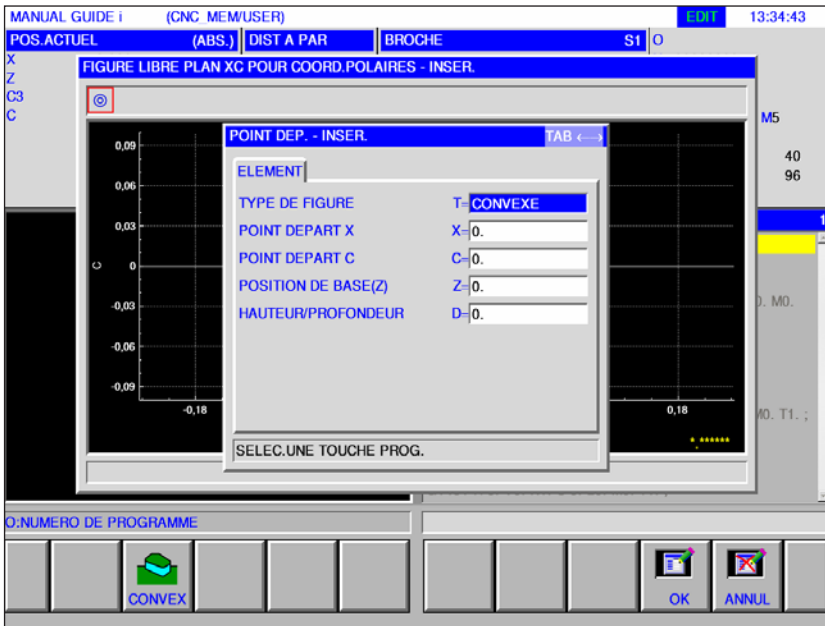 MANUAL GUIDE i (CNC_MEM/USER) EDIT 13:34:43
POS.ACTUEL (ABS.) DIST A PAR BROCHE S1 O
X
Z
C3
C
M5
40
96
FIGURE LIBRE PLAN XC POUR COORD.POLAIRES - INSER.
POINT DEP. - INSER. TAB ←→
ELEMENT
TYPE DE FIGURE T= CONVEXE
POINT DEPART X X= 0.
POINT DEPART C C= 0.
POSITION DE BASE(Z) Z= 0.
HAUTEUR/PROFONDEUR D= 0.
SELEC.UNE TOUCHE PROG.
0,09
0,06
0,03
C 0
-0,03
-0,06
-0,09
-0,18 0,18
*.******
1
0. M0.
M0. T1. ;
O:NUMERO DE PROGRAMME
CONVEX OK ANNUL